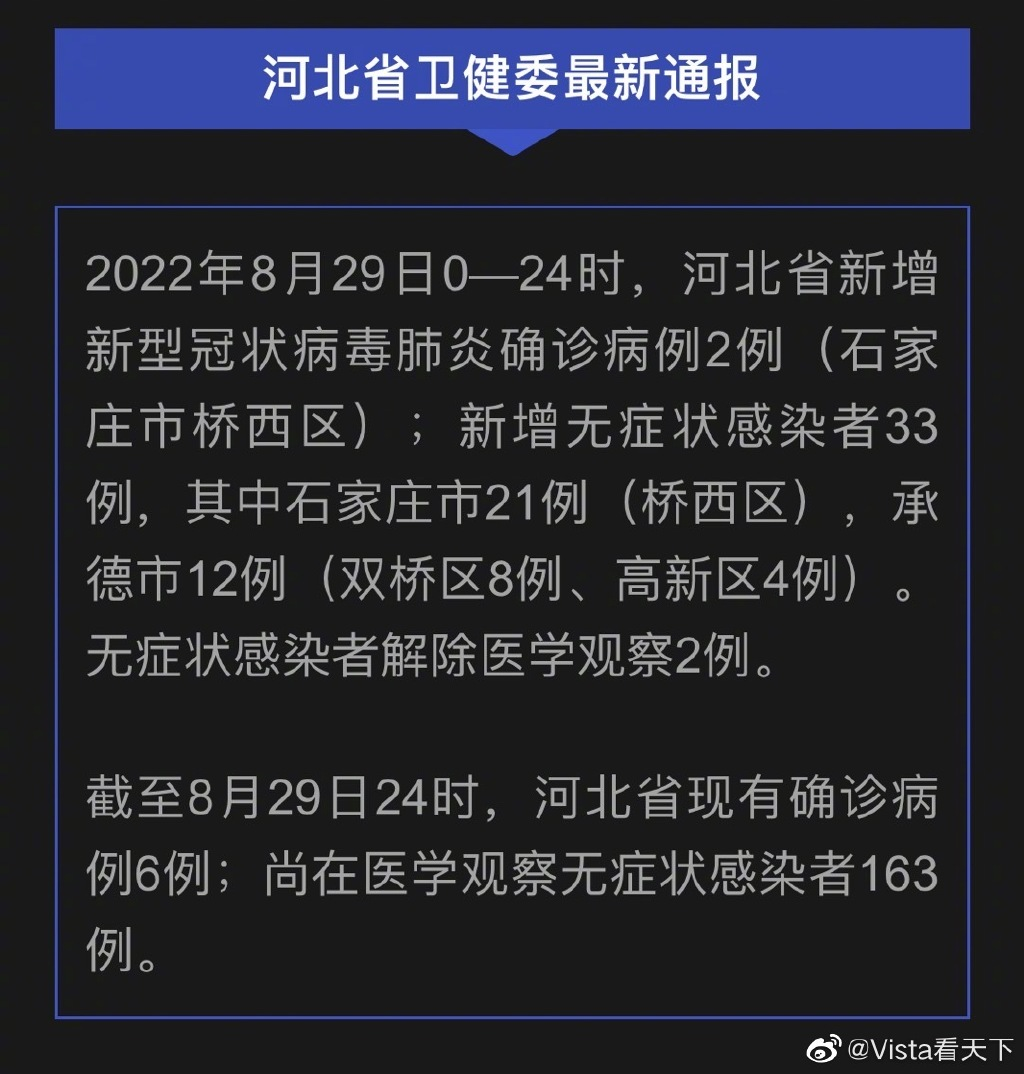 河北省卫健委最新通报
2022年8月29日0—24时，河北省新增
新型冠状病毒肺炎确诊病例2例（石家
庄市桥西区）；新增无症状感染者33
例，其中石家庄市21例（桥西区），承
德市12例（双桥区8例、高新区4例）。
无症状感染者解除医学观察2例。
截至8月29日24时，河北省现有确诊病
例6例；尚在医学观察无症状感染者163
例。
@Vista看天下